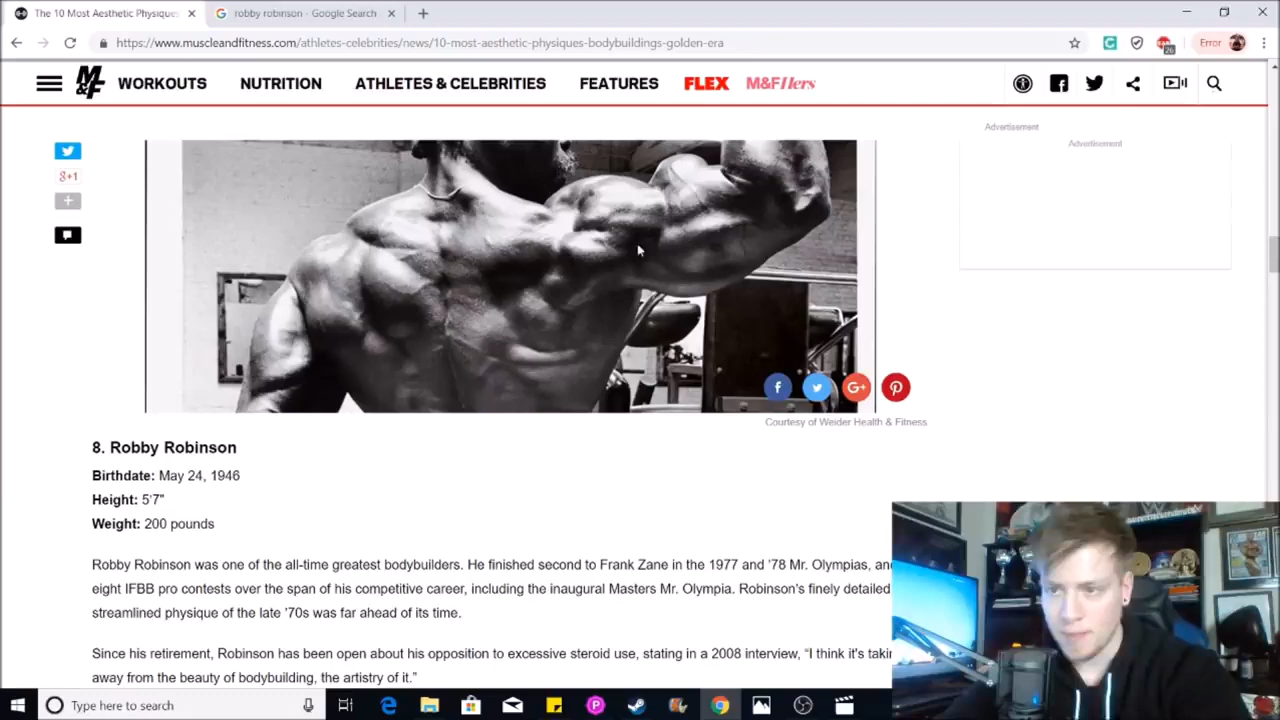 The 10 Most Aesthetic Physiques
robby robinson - Google Search
https://www.muscleandfitness.com/athletes-celebrities/news/10-most-aesthetic-physiques-bodybuildings-golden-era
26
Error
M&F
WORKOUTS
NUTRITION
ATHLETES & CELEBRITIES
FEATURES
FLEX
M&F Hers
Advertisement
Advertisement
g+1
G+
Courtesy of Weider Health & Fitness
8. Robby Robinson
Birthdate: May 24, 1946
Height: 5'7"
Weight: 200 pounds
Robby Robinson was one of the all-time greatest bodybuilders. He finished second to Frank Zane in the 1977 and '78 Mr. Olympias, an
eight IFBB pro contests over the span of his competitive career, including the inaugural Masters Mr. Olympia. Robinson's finely detailed
streamlined physique of the late '70s was far ahead of its time.
Since his retirement, Robinson has been open about his opposition to excessive steroid use, stating in a 2008 interview, “I think it's takin
away from the beauty of bodybuilding, the artistry of it.”
Type here to search